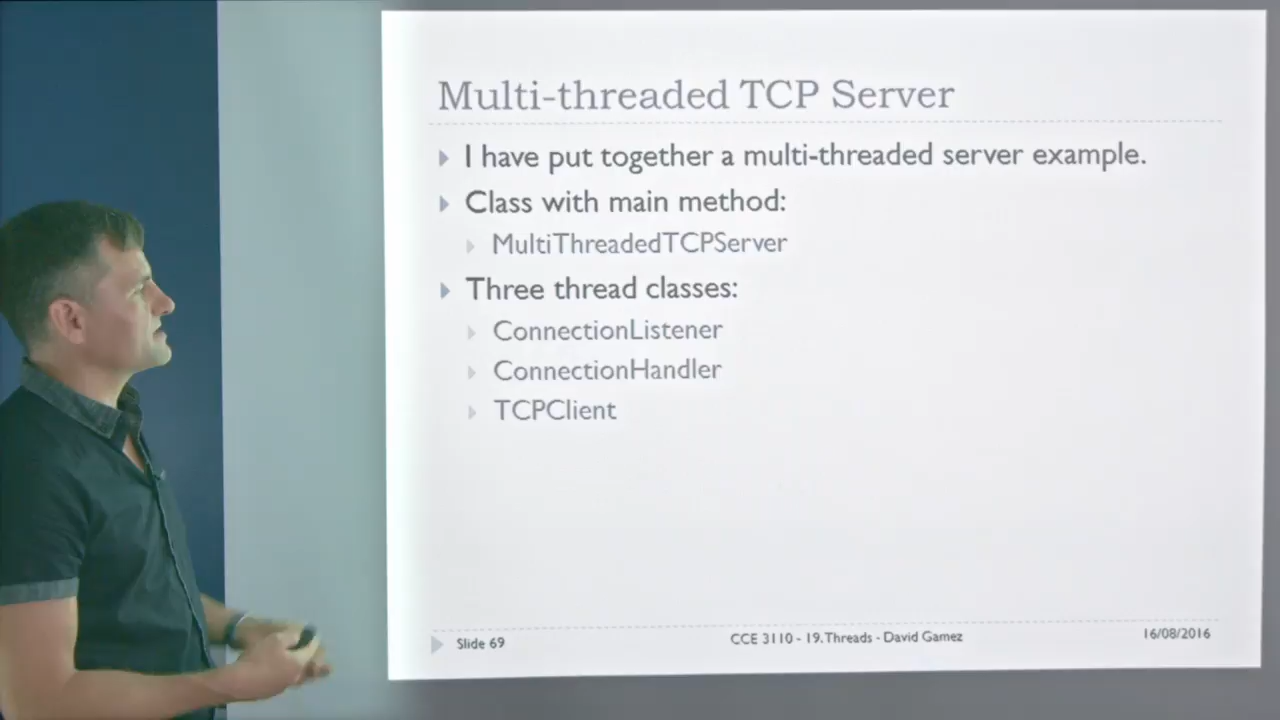 Multi-threaded TCP Server
I have put together a multi-threaded server example.
Class with main method:
MultiThreadedTCPServer
Three thread classes:
ConnectionListener
ConnectionHandler
TCPClient
Slide 69
CCE 3110 - 19.Threads - David Gamez
16/08/2016